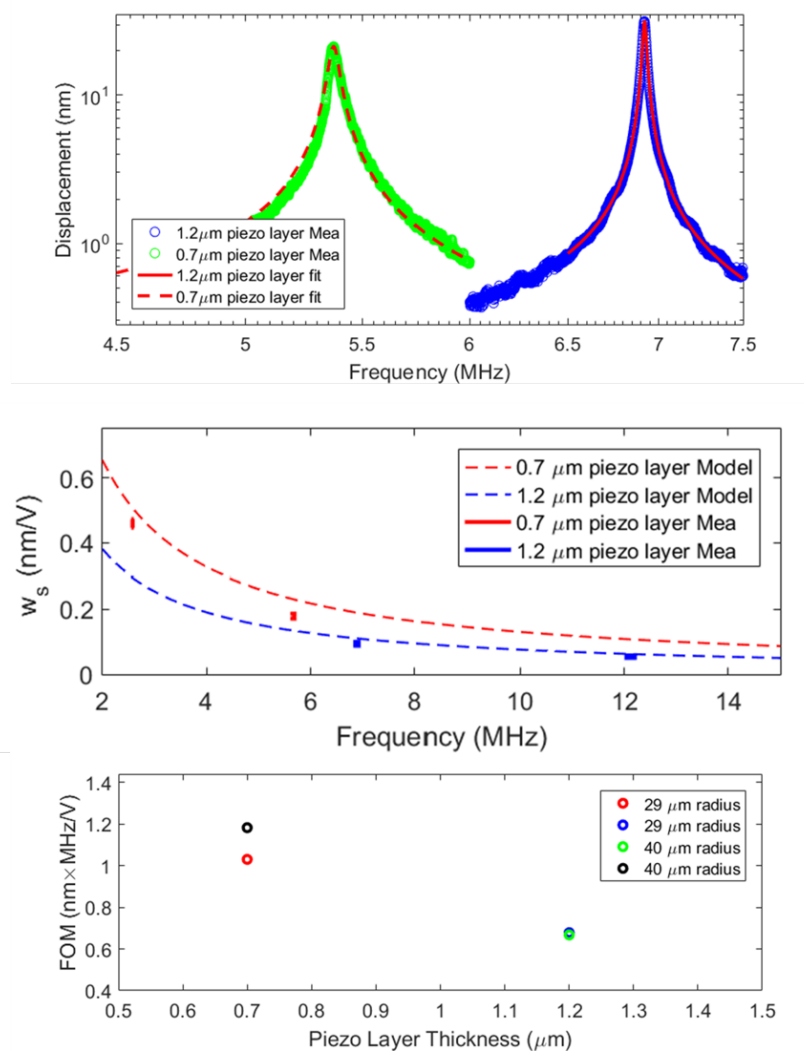 Displacement (nm)
10¹
10⁰
1.2μm piezo layer Mea
0.7μm piezo layer Mea
1.2μm piezo layer fit
0.7μm piezo layer fit
4.5 5 5.5 6 6.5 7 7.5
Frequency (MHz)
w_s (nm/V)
0.6
0.4
0.2
0
0.7 μm piezo layer Model
1.2 μm piezo layer Model
0.7 μm piezo layer Mea
1.2 μm piezo layer Mea
2 4 6 8 10 12 14
Frequency (MHz)
FOM (nm×MHz/V)
1.4
1.2
1
0.8
0.6
0.4
29 μm radius
29 μm radius
40 μm radius
40 μm radius
0.5 0.6 0.7 0.8 0.9 1 1.1 1.2 1.3 1.4 1.5
Piezo Layer Thickness (μm)